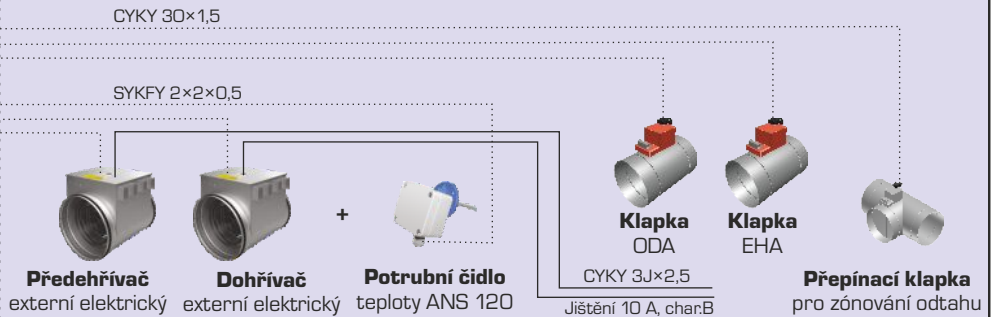 CYKY 3O×1,5
SYKFY 2×2×0,5
+
Klapka
ODA
Klapka
EHA
Předehřívač
externí elektrický
Dohřívač
externí elektrický
Potrubní čidlo
teploty ANS 120
CYKY 3J×2,5
Jištění 10 A, char.B
Přepínací klapka
pro zónování odtahu